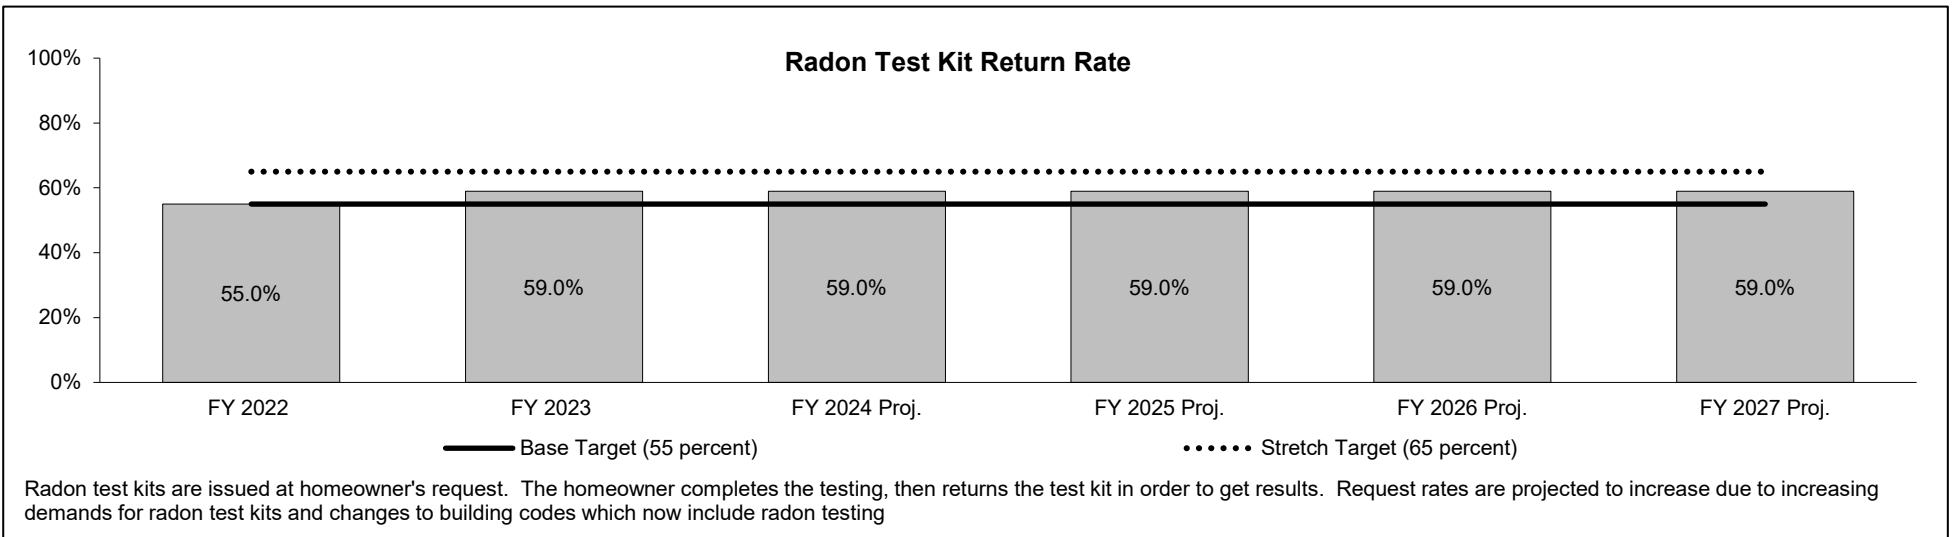 Radon Test Kit Return Rate
100%
80%
60%
40%
20%
0%
55.0%
59.0%
59.0%
59.0%
59.0%
59.0%
FY 2022
FY 2023
FY 2024 Proj.
FY 2025 Proj.
FY 2026 Proj.
FY 2027 Proj.
Base Target (55 percent)
Stretch Target (65 percent)
Radon test kits are issued at homeowner's request.  The homeowner completes the testing, then returns the test kit in order to get results.  Request rates are projected to increase due to increasing
demands for radon test kits and changes to building codes which now include radon testing